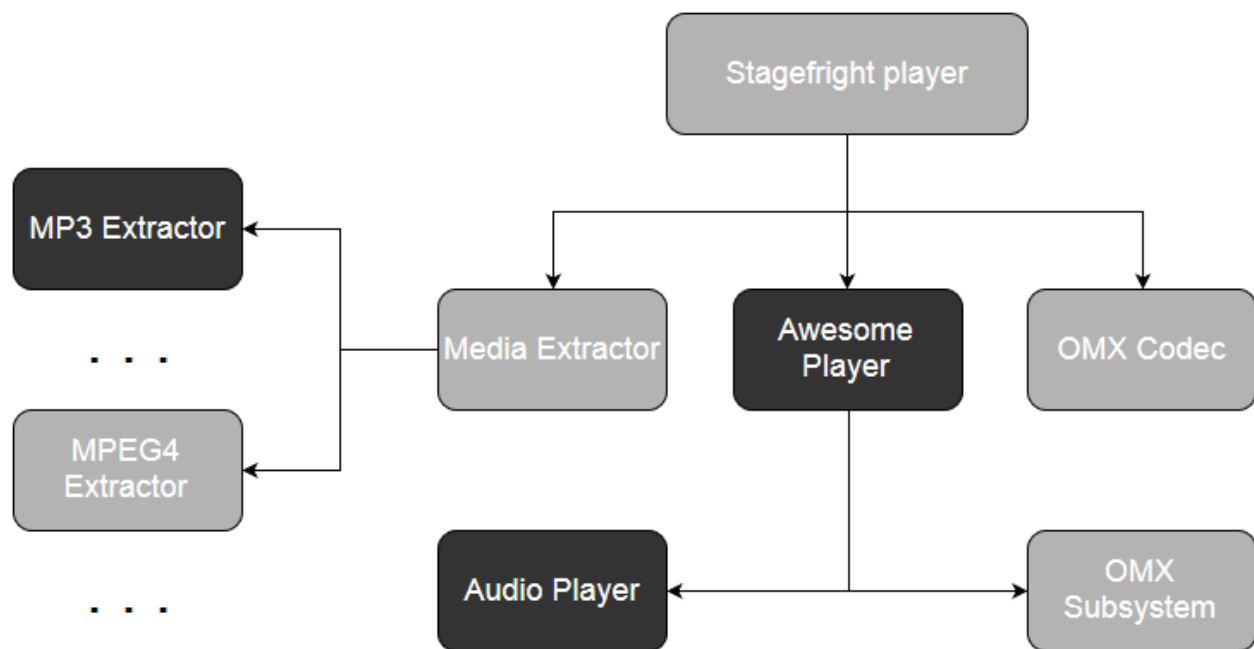 Stagefright player
MP3 Extractor
. . .
Media Extractor
Awesome
Player
OMX Codec
MPEG4
Extractor
Audio Player
OMX
Subsystem
. . .